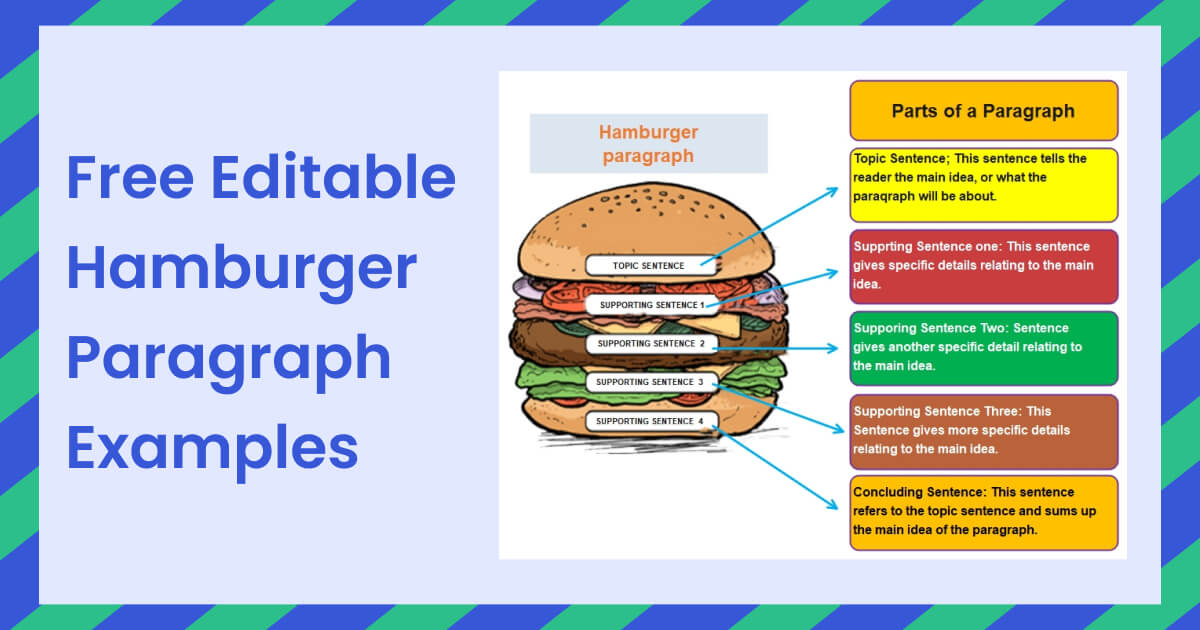 Free Editable
Hamburger
Paragraph
Examples
Hamburger
paragraph
TOPIC SENTENCE
SUPPORTING SENTENCE 1
SUPPORTING SENTENCE 2
SUPPORTING SENTENCE 3
SUPPORTING SENTENCE 4
Parts of a Paragraph
Topic Sentence; This sentence tells the
reader the main idea, or what the
paraqraph will be about.
Supprting Sentence one: This sentence
gives specific details relating to the main
idea.
Supporing Sentence Two: Sentence
gives another specific detail relating to
the main idea.
Supporting Sentence Three: This
Sentence gives more specific details
relating to the main idea.
Concluding Sentence: This sentence
refers to the topic sentence and sums up
the main idea of the paragraph.